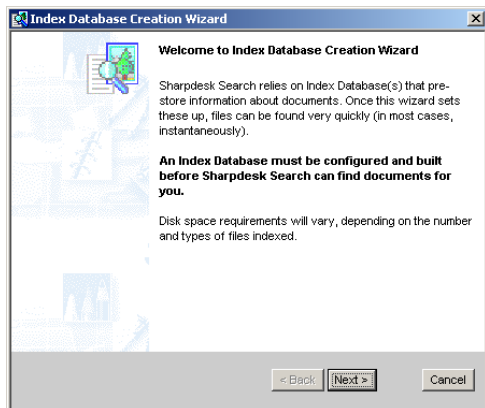 Index Database Creation Wizard
Welcome to Index Database Creation Wizard
Sharpdesk Search relies on Index Database(s) that pre-
store information about documents. Once this wizard sets
these up, files can be found very quickly (in most cases,
instantaneously).
An Index Database must be configured and built
before Sharpdesk Search can find documents for
you.
Disk space requirements will vary, depending on the number
and types of files indexed.
< Back Next > Cancel